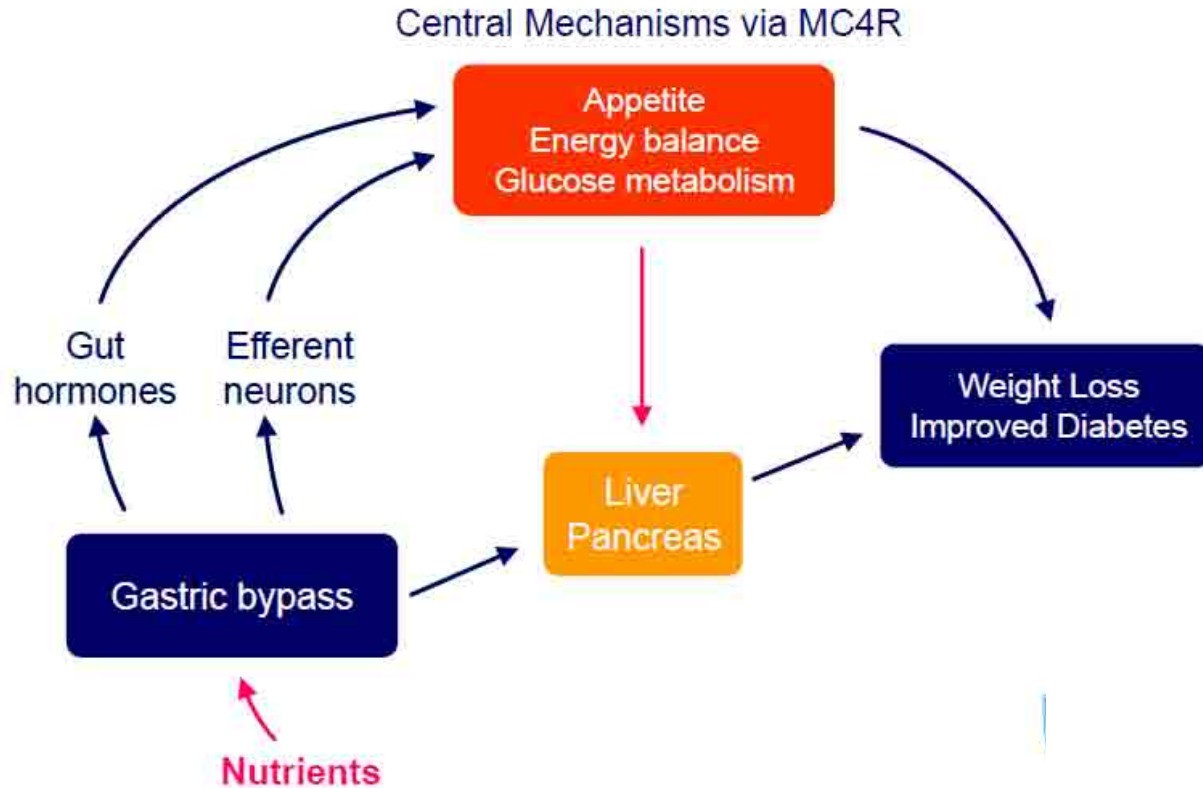 Central Mechanisms via MC4R
Appetite
Energy balance
Glucose metabolism
Gut
hormones
Efferent
neurons
Weight Loss
Improved Diabetes
Liver
Pancreas
Gastric bypass
Nutrients